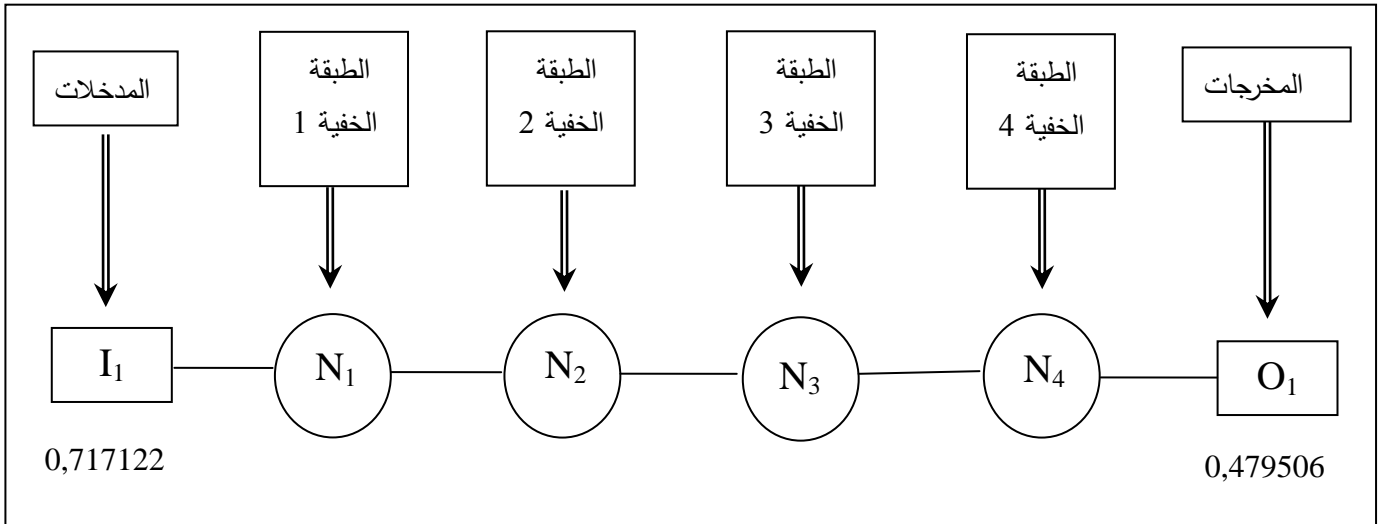 المدخلات
الطبقة
الخفية 1
الطبقة
الخفية 2
الطبقة
الخفية 3
الطبقة
الخفية 4
المخرجات
I₁
N₁
N₂
N₃
N₄
O₁
0,717122
0,479506